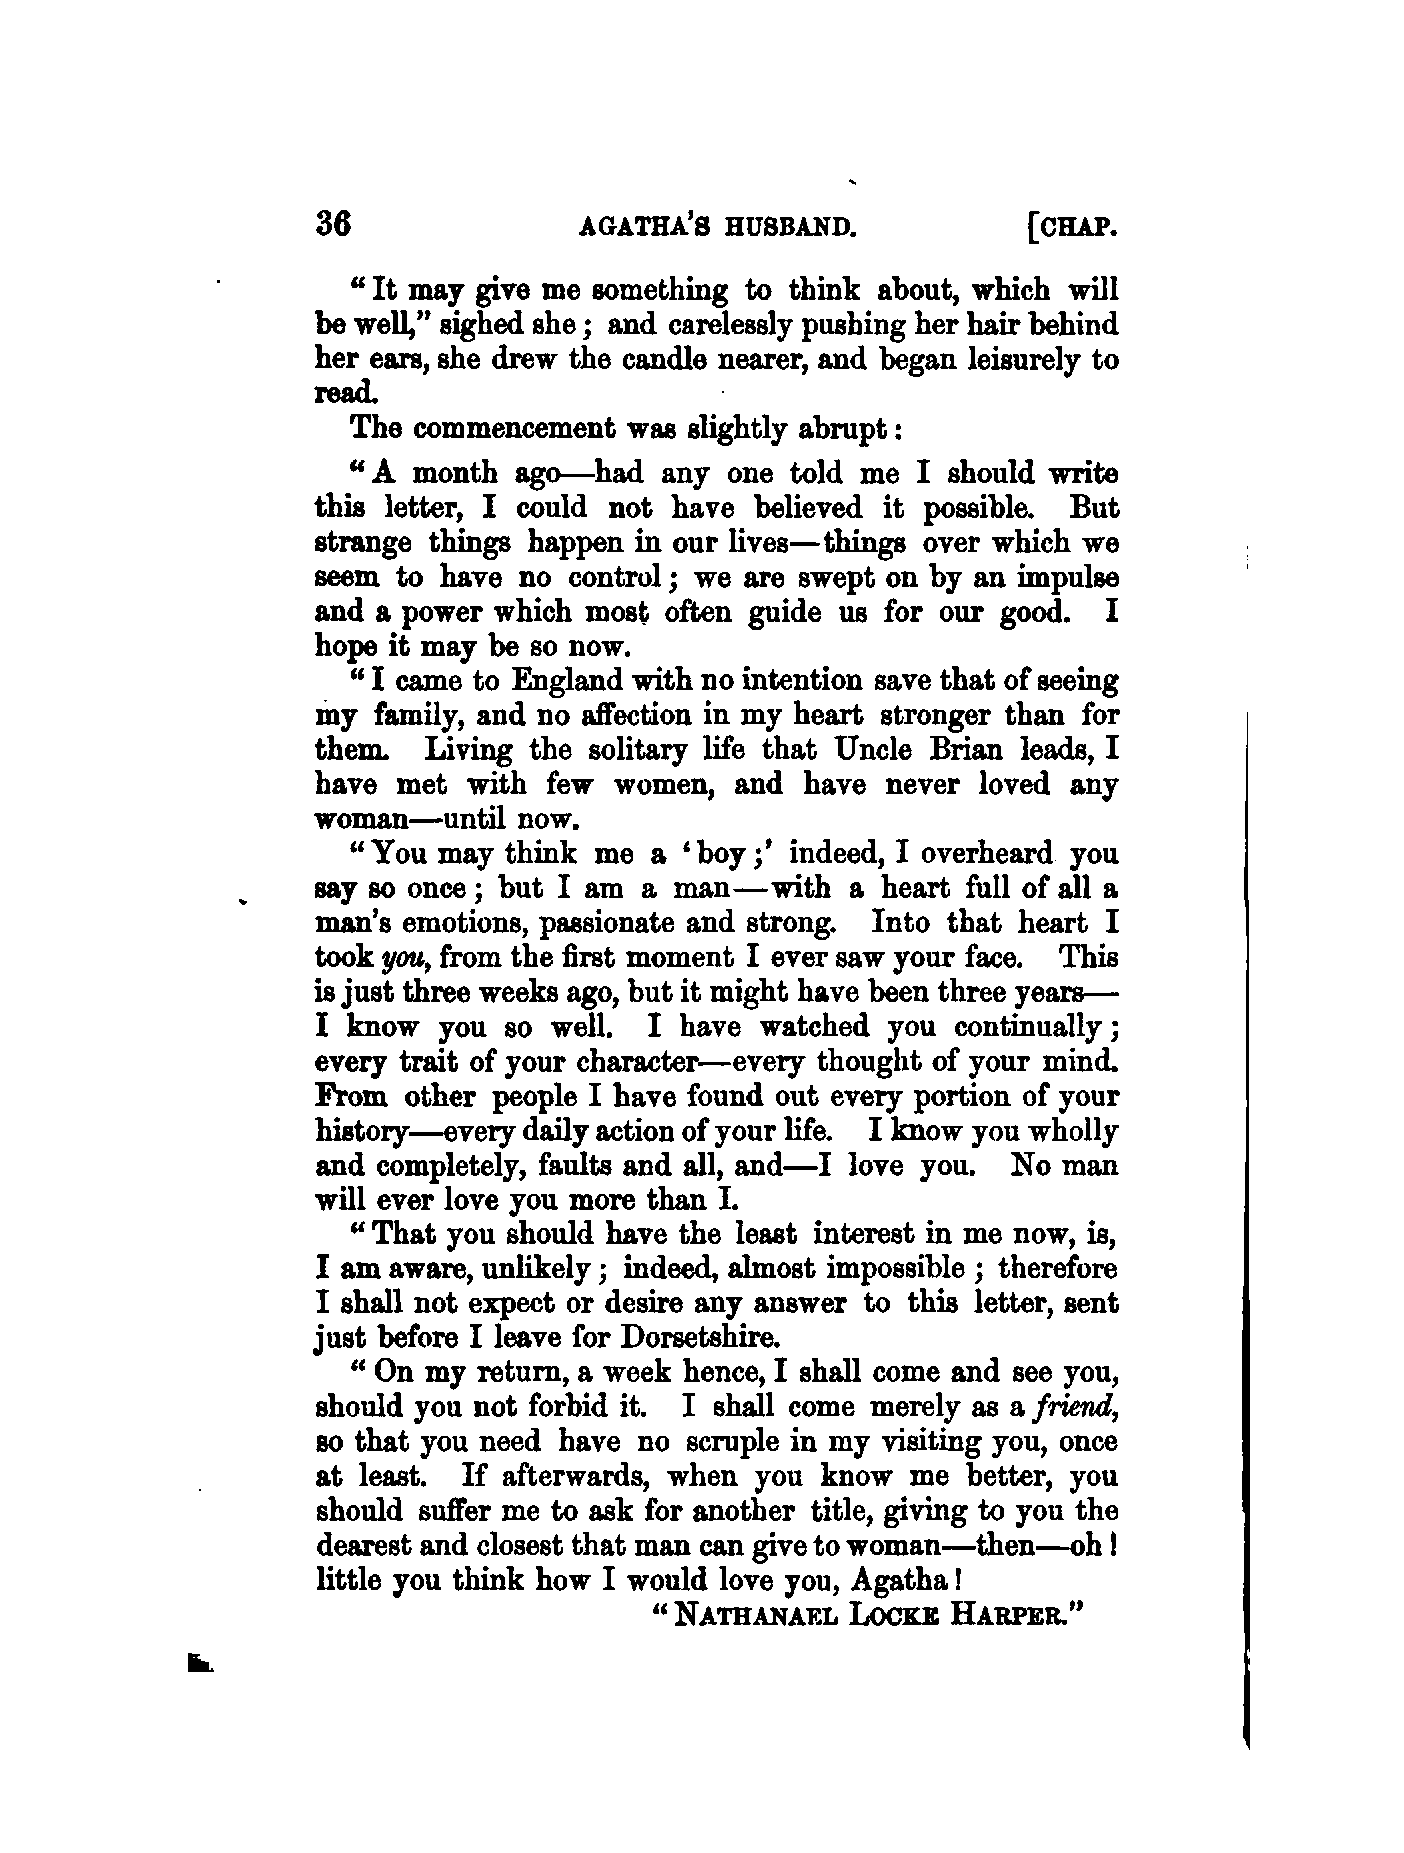 36 AGATHA'S HUSBAND. [CHAP.
“It may give me something to think about, which will
be well,” sighed she; and carelessly pushing her hair behind
her ears, she drew the candle nearer, and began leisurely to
read.
The commencement was slightly abrupt:
“A month ago—had any one told me I should write
this letter, I could not have believed it possible. But
strange things happen in our lives—things over which we
seem to have no control; we are swept on by an impulse
and a power which most often guide us for our good. I
hope it may be so now.
“I came to England with no intention save that of seeing
my family, and no affection in my heart stronger than for
them. Living the solitary life that Uncle Brian leads, I
have met with few women, and have never loved any
woman—until now.
“You may think me a ‘boy;’ indeed, I overheard you
say so once; but I am a man—with a heart full of all a
man's emotions, passionate and strong. Into that heart I
took you, from the first moment I ever saw your face. This
is just three weeks ago, but it might have been three years—
I know you so well. I have watched you continually;
every trait of your character—every thought of your mind.
From other people I have found out every portion of your
history—every daily action of your life. I know you wholly
and completely, faults and all, and—I love you. No man
will ever love you more than I.
“That you should have the least interest in me now, is,
I am aware, unlikely; indeed, almost impossible; therefore
I shall not expect or desire any answer to this letter, sent
just before I leave for Dorsetshire.
“On my return, a week hence, I shall come and see you,
should you not forbid it. I shall come merely as a friend,
so that you need have no scruple in my visiting you, once
at least. If afterwards, when you know me better, you
should suffer me to ask for another title, giving to you the
dearest and closest that man can give to woman—then—oh!
little you think how I would love you, Agatha!
“NATHANAEL LOCKE HARPER.”